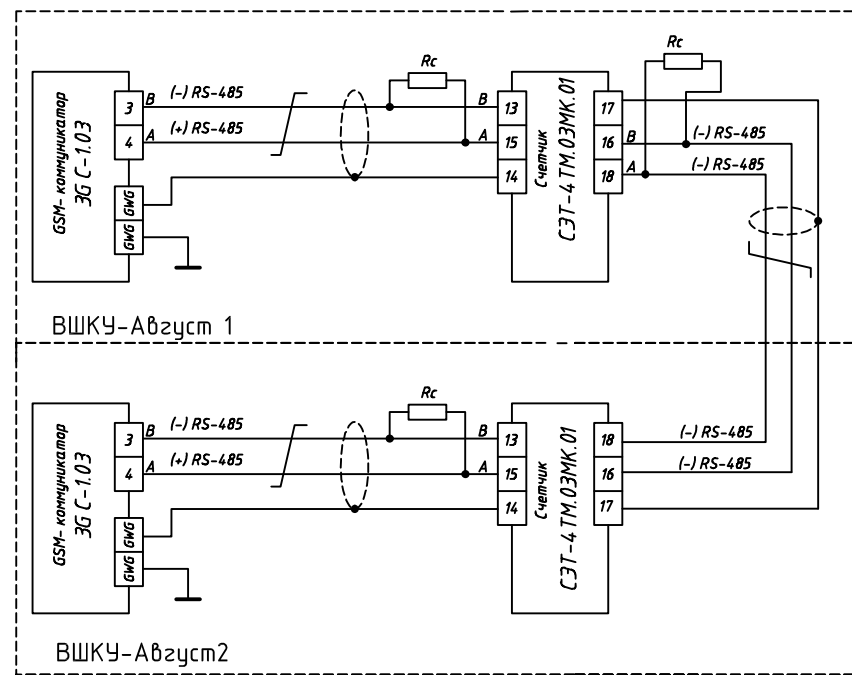 Rc
Rc
GSM- коммуникатор
3G C-1.03
3
B
(-) RS-485
4
A
(+) RS-485
GWG
GWG
B
13
A
15
14
Счетчик
СЭТ-4ТМ.03МК.01
17
16
B
(-) RS-485
18
A
(-) RS-485
ВШКУ-Август 1
Rc
GSM- коммуникатор
3G C-1.03
3
B
(-) RS-485
4
A
(+) RS-485
GWG
GWG
B
13
A
15
14
Счетчик
СЭТ-4ТМ.03МК.01
18
(-) RS-485
16
(-) RS-485
17
ВШКУ-Август2